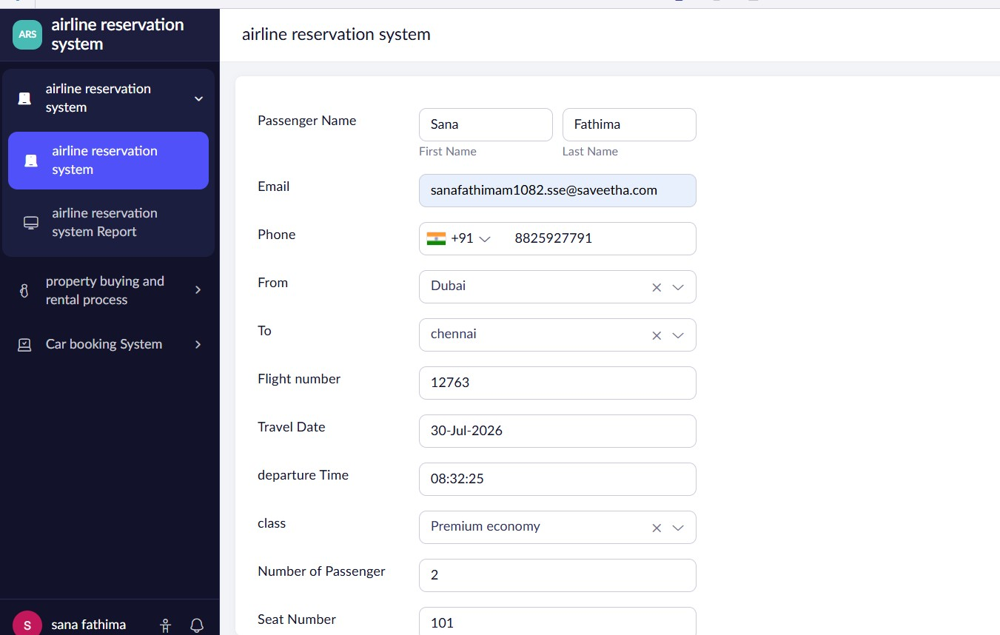 ARS
airline reservation
system
airline reservation
system
airline reservation
system
airline reservation
system Report
property buying and
rental process
Car booking System
S
sana fathima
airline reservation system
Passenger Name
Sana
Fathima
First Name
Last Name
Email
sanafathimam1082.sse@saveetha.com
Phone
+91
8825927791
From
Dubai
To
chennai
Flight number
12763
Travel Date
30-Jul-2026
departure Time
08:32:25
class
Premium economy
Number of Passenger
2
Seat Number
101